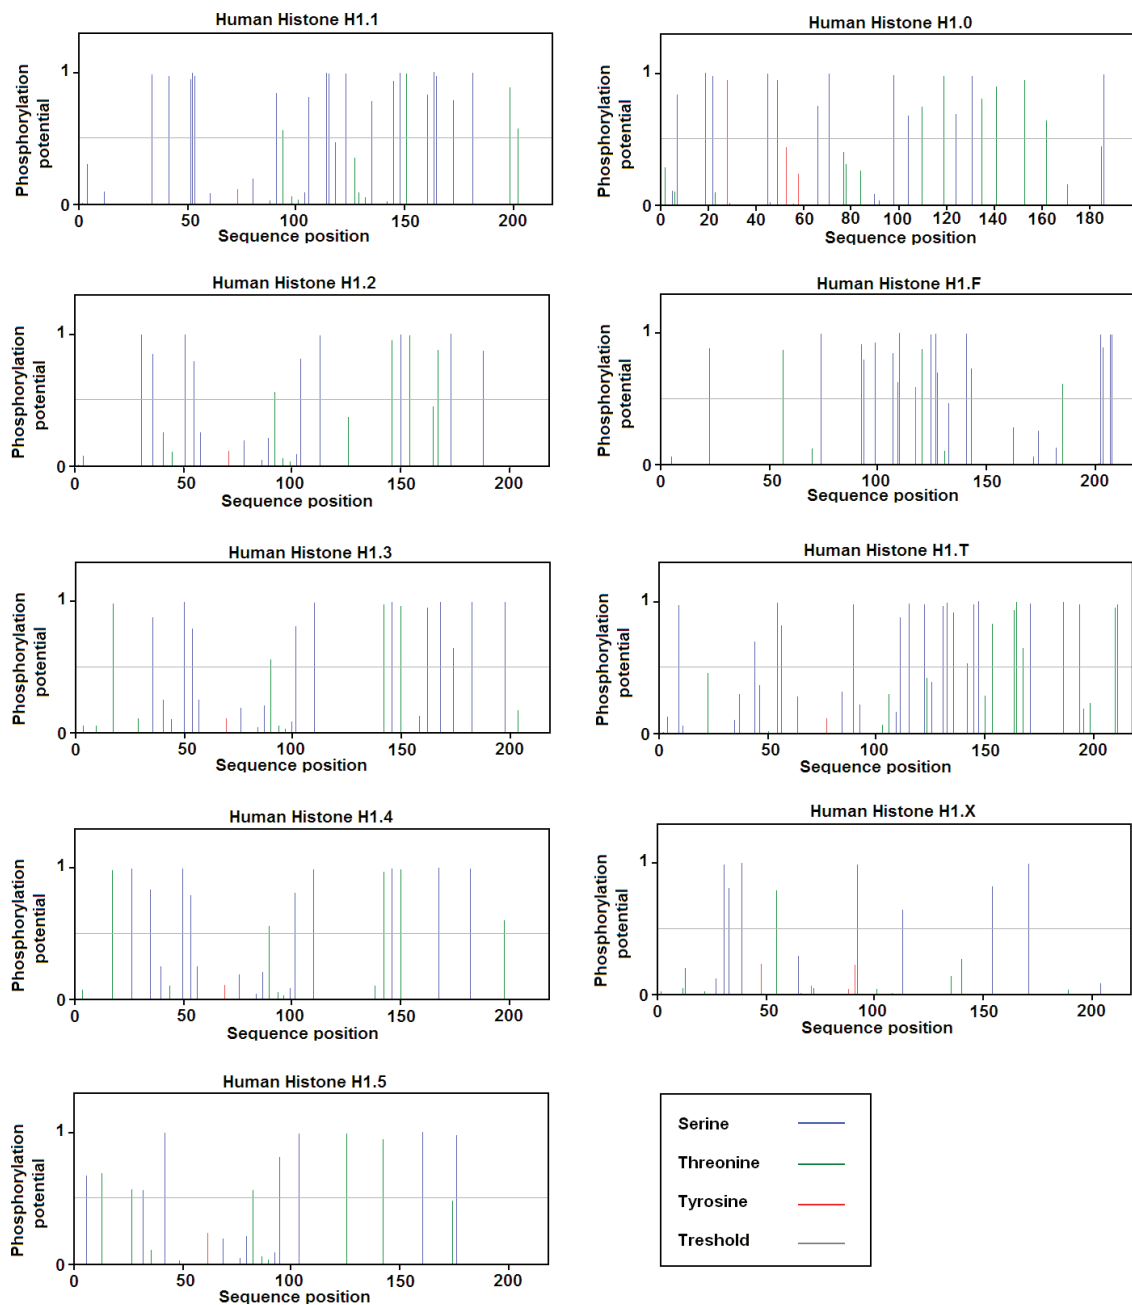 Human Histone H1.1
Phosphorylation
potential
1
0
50
100
150
200
Sequence position
Human Histone H1.0
Phosphorylation
potential
1
0
20
40
60
80
100
120
140
160
180
Sequence position
Human Histone H1.2
Phosphorylation
potential
1
0
0
50
100
150
200
Sequence position
Human Histone H1.F
Phosphorylation
potential
1
0
0
50
100
150
200
Sequence position
Human Histone H1.3
Phosphorylation
potential
1
0
0
50
100
150
200
Sequence position
Human Histone H1.T
Phosphorylation
potential
1
0
0
50
100
150
200
Sequence position
Human Histone H1.4
Phosphorylation
potential
1
0
0
50
100
150
200
Sequence position
Human Histone H1.X
Phosphorylation
potential
1
0
0
50
100
150
200
Sequence position
Human Histone H1.5
Phosphorylation
potential
1
0
0
50
100
150
200
Sequence position
Serine
Threonine
Tyrosine
Treshold